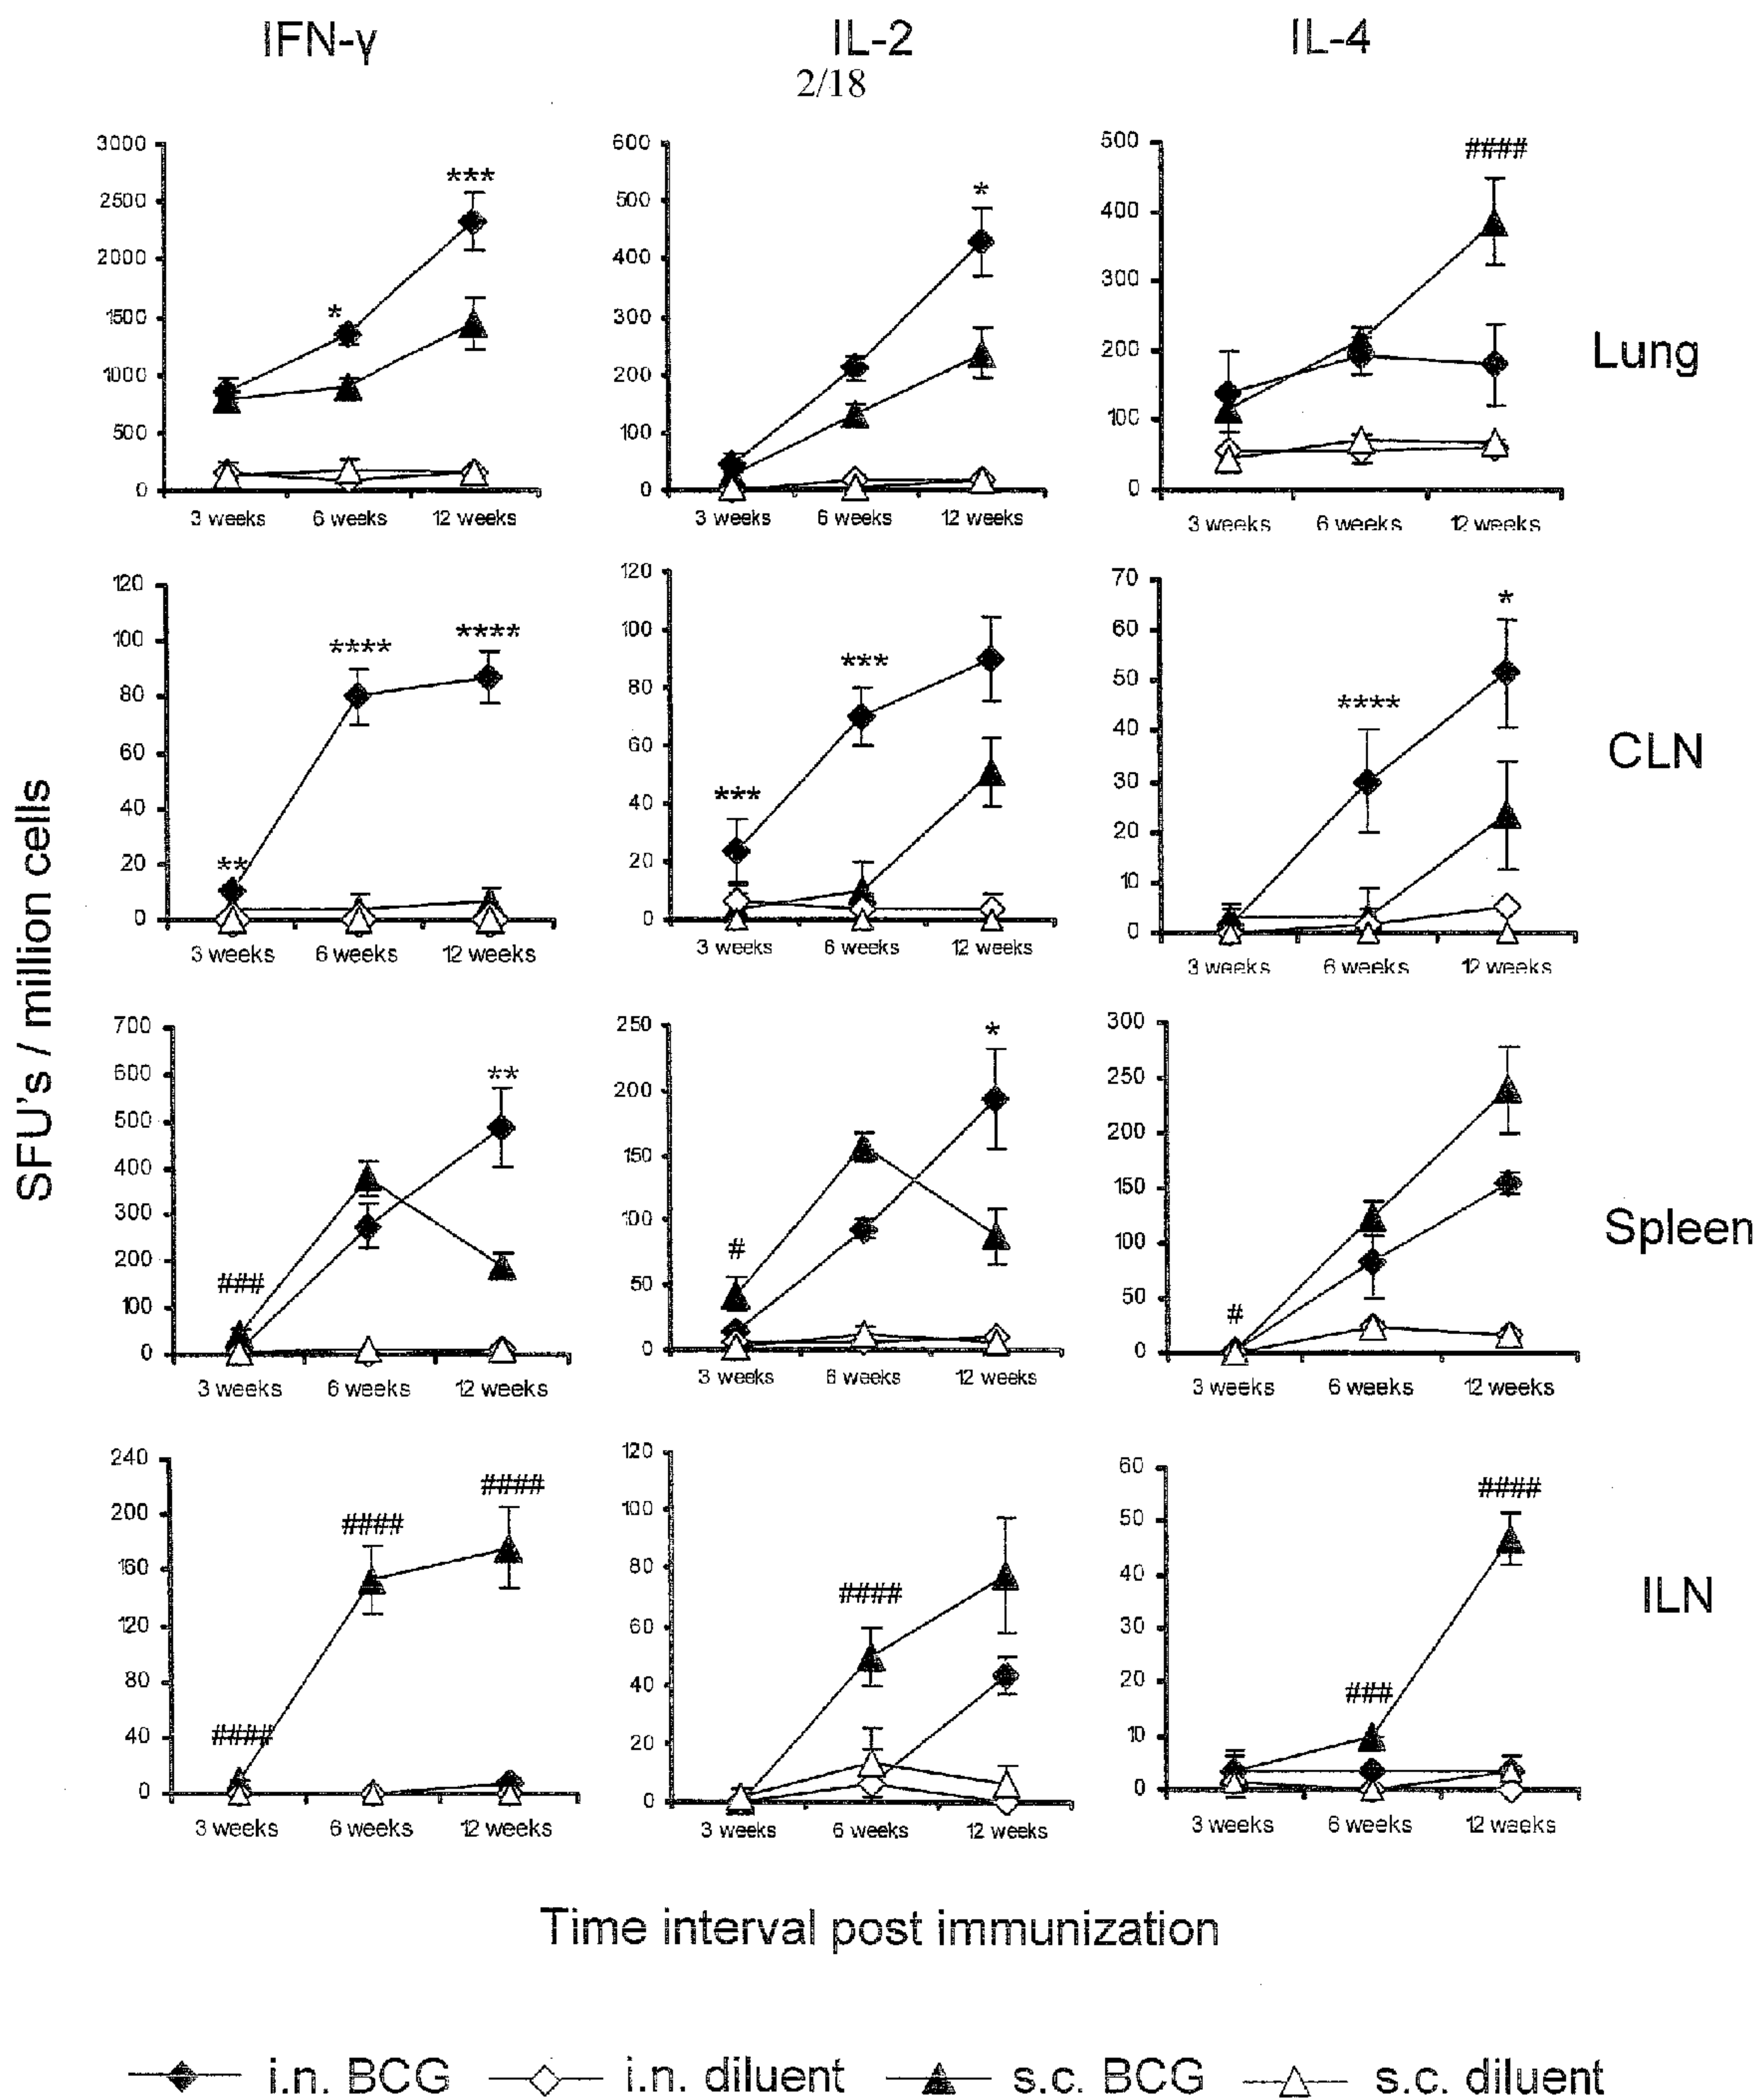 IFN-γ IL-2 IL-4
2/18
3000 2500 2000 1500 1000 500 0
***
*
3 weeks 6 weeks 12 weeks
600 500 400 300 200 100 0
*
3 weeks 6 weeks 12 weeks
500 400 300 200 100 0
####
3 weeks 6 weeks 12 weeks
Lung
120 100 80 60 40 20 0
** **** ****
3 weeks 6 weeks 12 weeks
120 100 80 60 40 20 0
*** ***
3 weeks 6 weeks 12 weeks
70 60 50 40 30 20 10 0
**** *
3 weeks 6 weeks 12 weeks
CLN
SFU's / million cells
700 600 500 400 300 200 100 0
### **
3 weeks 6 weeks 12 weeks
250 200 150 100 50 0
# *
3 weeks 6 weeks 12 weeks
300 250 200 150 100 50 0
#
3 weeks 6 weeks 12 weeks
Spleen
240 200 160 120 80 40 0
#### #### ####
3 weeks 6 weeks 12 weeks
120 100 80 60 40 20 0
####
3 weeks 6 weeks 12 weeks
60 50 40 30 20 10 0
### ####
3 weeks 6 weeks 12 weeks
ILN
Time interval post immunization
i.n. BCG i.n. diluent s.c. BCG s.c. diluent